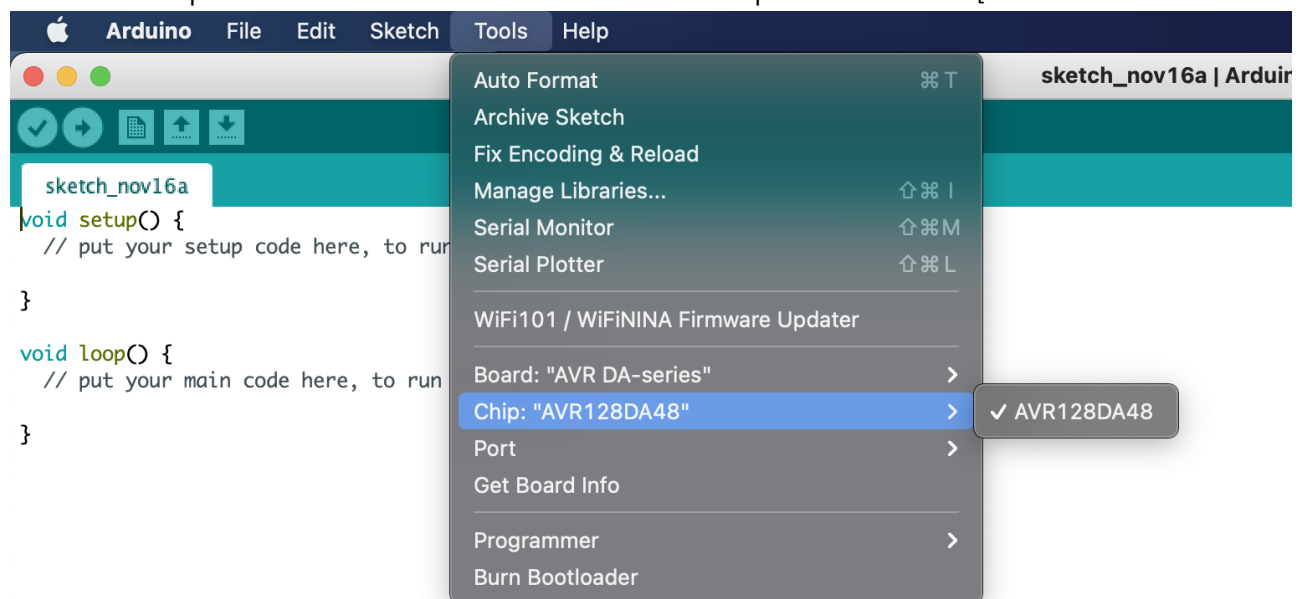 Arduino File Edit Sketch Tools Help
sketch_nov16a | Arduin
sketch_nov16a
void setup() {
// put your setup code here, to run
}
void loop() {
// put your main code here, to run
}
Auto Format ⌘ T
Archive Sketch
Fix Encoding & Reload
Manage Libraries... ⇧⌘ I
Serial Monitor ⇧⌘M
Serial Plotter ⇧⌘ L
WiFi101 / WiFiNINA Firmware Updater
Board: "AVR DA-series"
Chip: "AVR128DA48"
✓ AVR128DA48
Port
Get Board Info
Programmer
Burn Bootloader